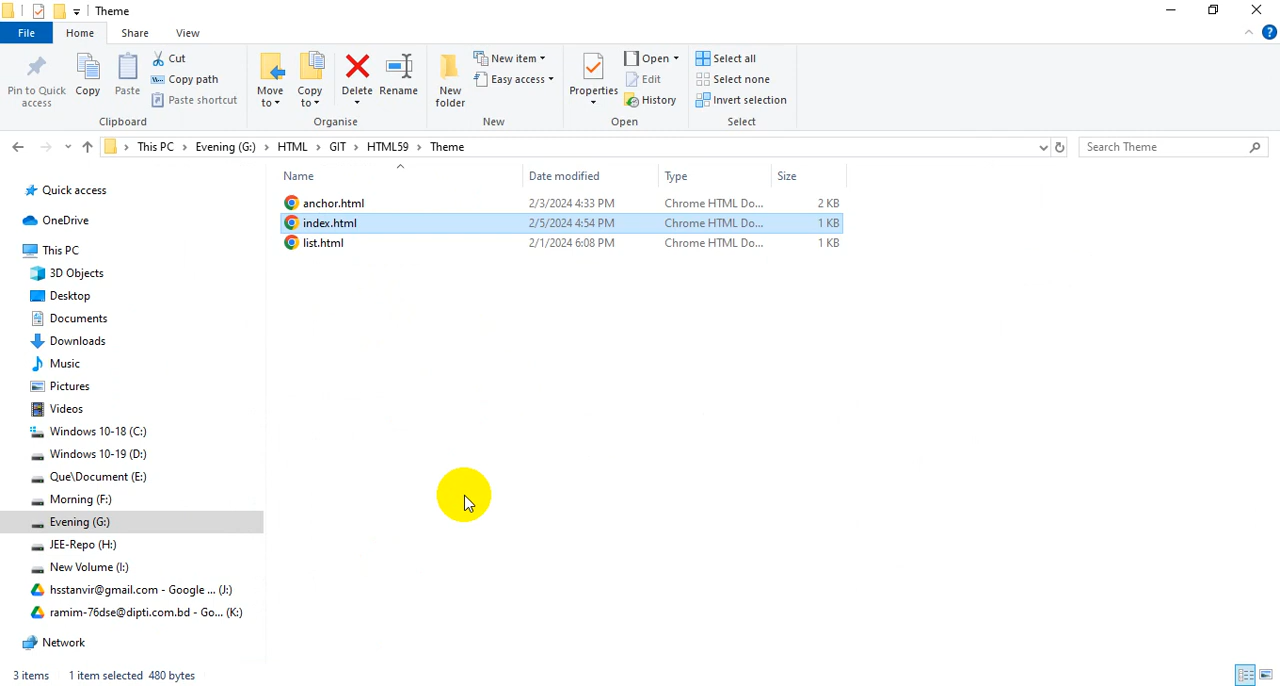 Theme
File Home Share View
Pin to Quick access
Copy
Paste
Cut
Copy path
Paste shortcut
Clipboard
Move to
Copy to
Delete
Rename
Organise
New folder
New item
Easy access
New
Properties
Open
Edit
History
Open
Select all
Select none
Invert selection
Select
This PC › Evening (G:) › HTML › GIT › HTML59 › Theme
Search Theme
Name Date modified Type Size
anchor.html 2/3/2024 4:33 PM Chrome HTML Do... 2 KB
index.html 2/5/2024 4:54 PM Chrome HTML Do... 1 KB
list.html 2/1/2024 6:08 PM Chrome HTML Do... 1 KB
Quick access
OneDrive
This PC
3D Objects
Desktop
Documents
Downloads
Music
Pictures
Videos
Windows 10-18 (C:)
Windows 10-19 (D:)
Que\Document (E:)
Morning (F:)
Evening (G:)
JEE-Repo (H:)
New Volume (I:)
hsstanvir@gmail.com - Google ... (J:)
ramim-76dse@dipti.com.bd - Go... (K:)
Network
3 items 1 item selected 480 bytes